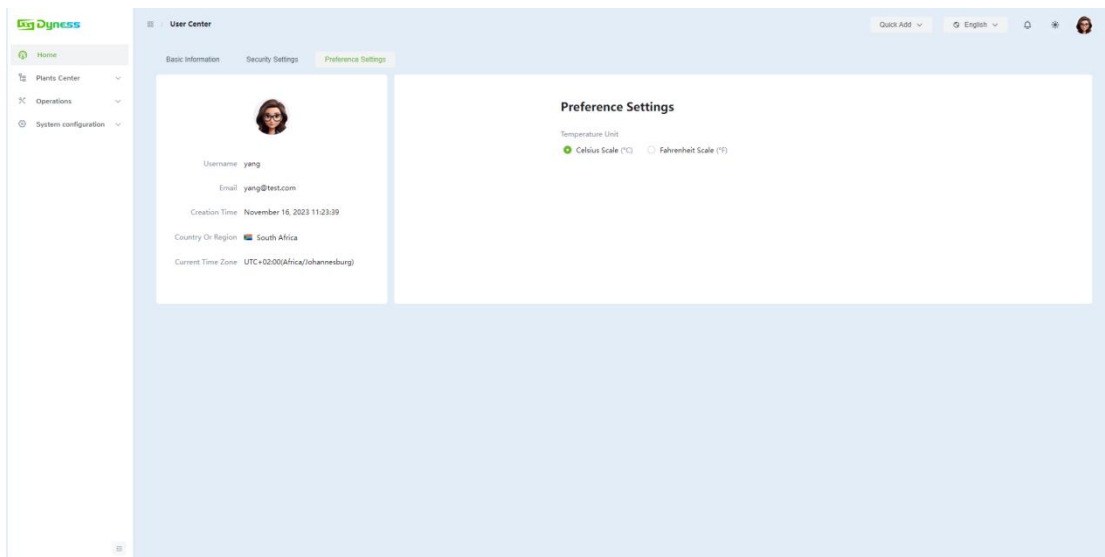 Dyness
User Center
Quick Add
English
Home
Plants Center
Operations
System configuration
Basic Information
Security Settings
Preference Settings
Username yang
Email yang@test.com
Creation Time November 16, 2023 11:23:39
Country Or Region South Africa
Current Time Zone UTC+02:00(Africa/Johannesburg)
Preference Settings
Temperature Unit
Celsius Scale (°C) Fahrenheit Scale (°F)